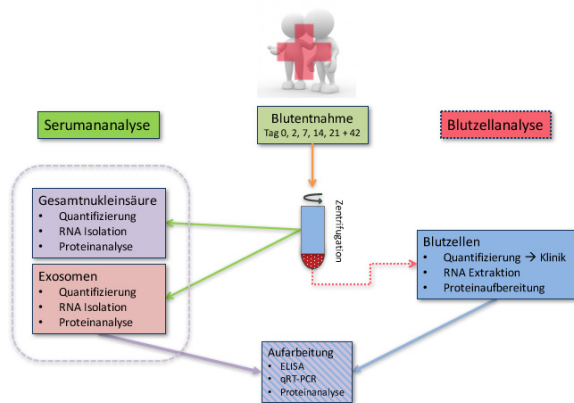 Serumananalyse
Blutentnahme
Tag 0, 2, 7, 14, 21 + 42
Blutzellanalyse
Zentrifugation
Gesamtnukleinsäure
• Quantifizierung
• RNA Isolation
• Proteinanalyse
Exosomen
• Quantifizierung
• RNA Isolation
• Proteinanalyse
Blutzellen
• Quantifizierung → Klinik
• RNA Extraktion
• Proteinaufbereitung
Aufarbeitung
• ELISA
• qRT-PCR
• Proteinanalyse